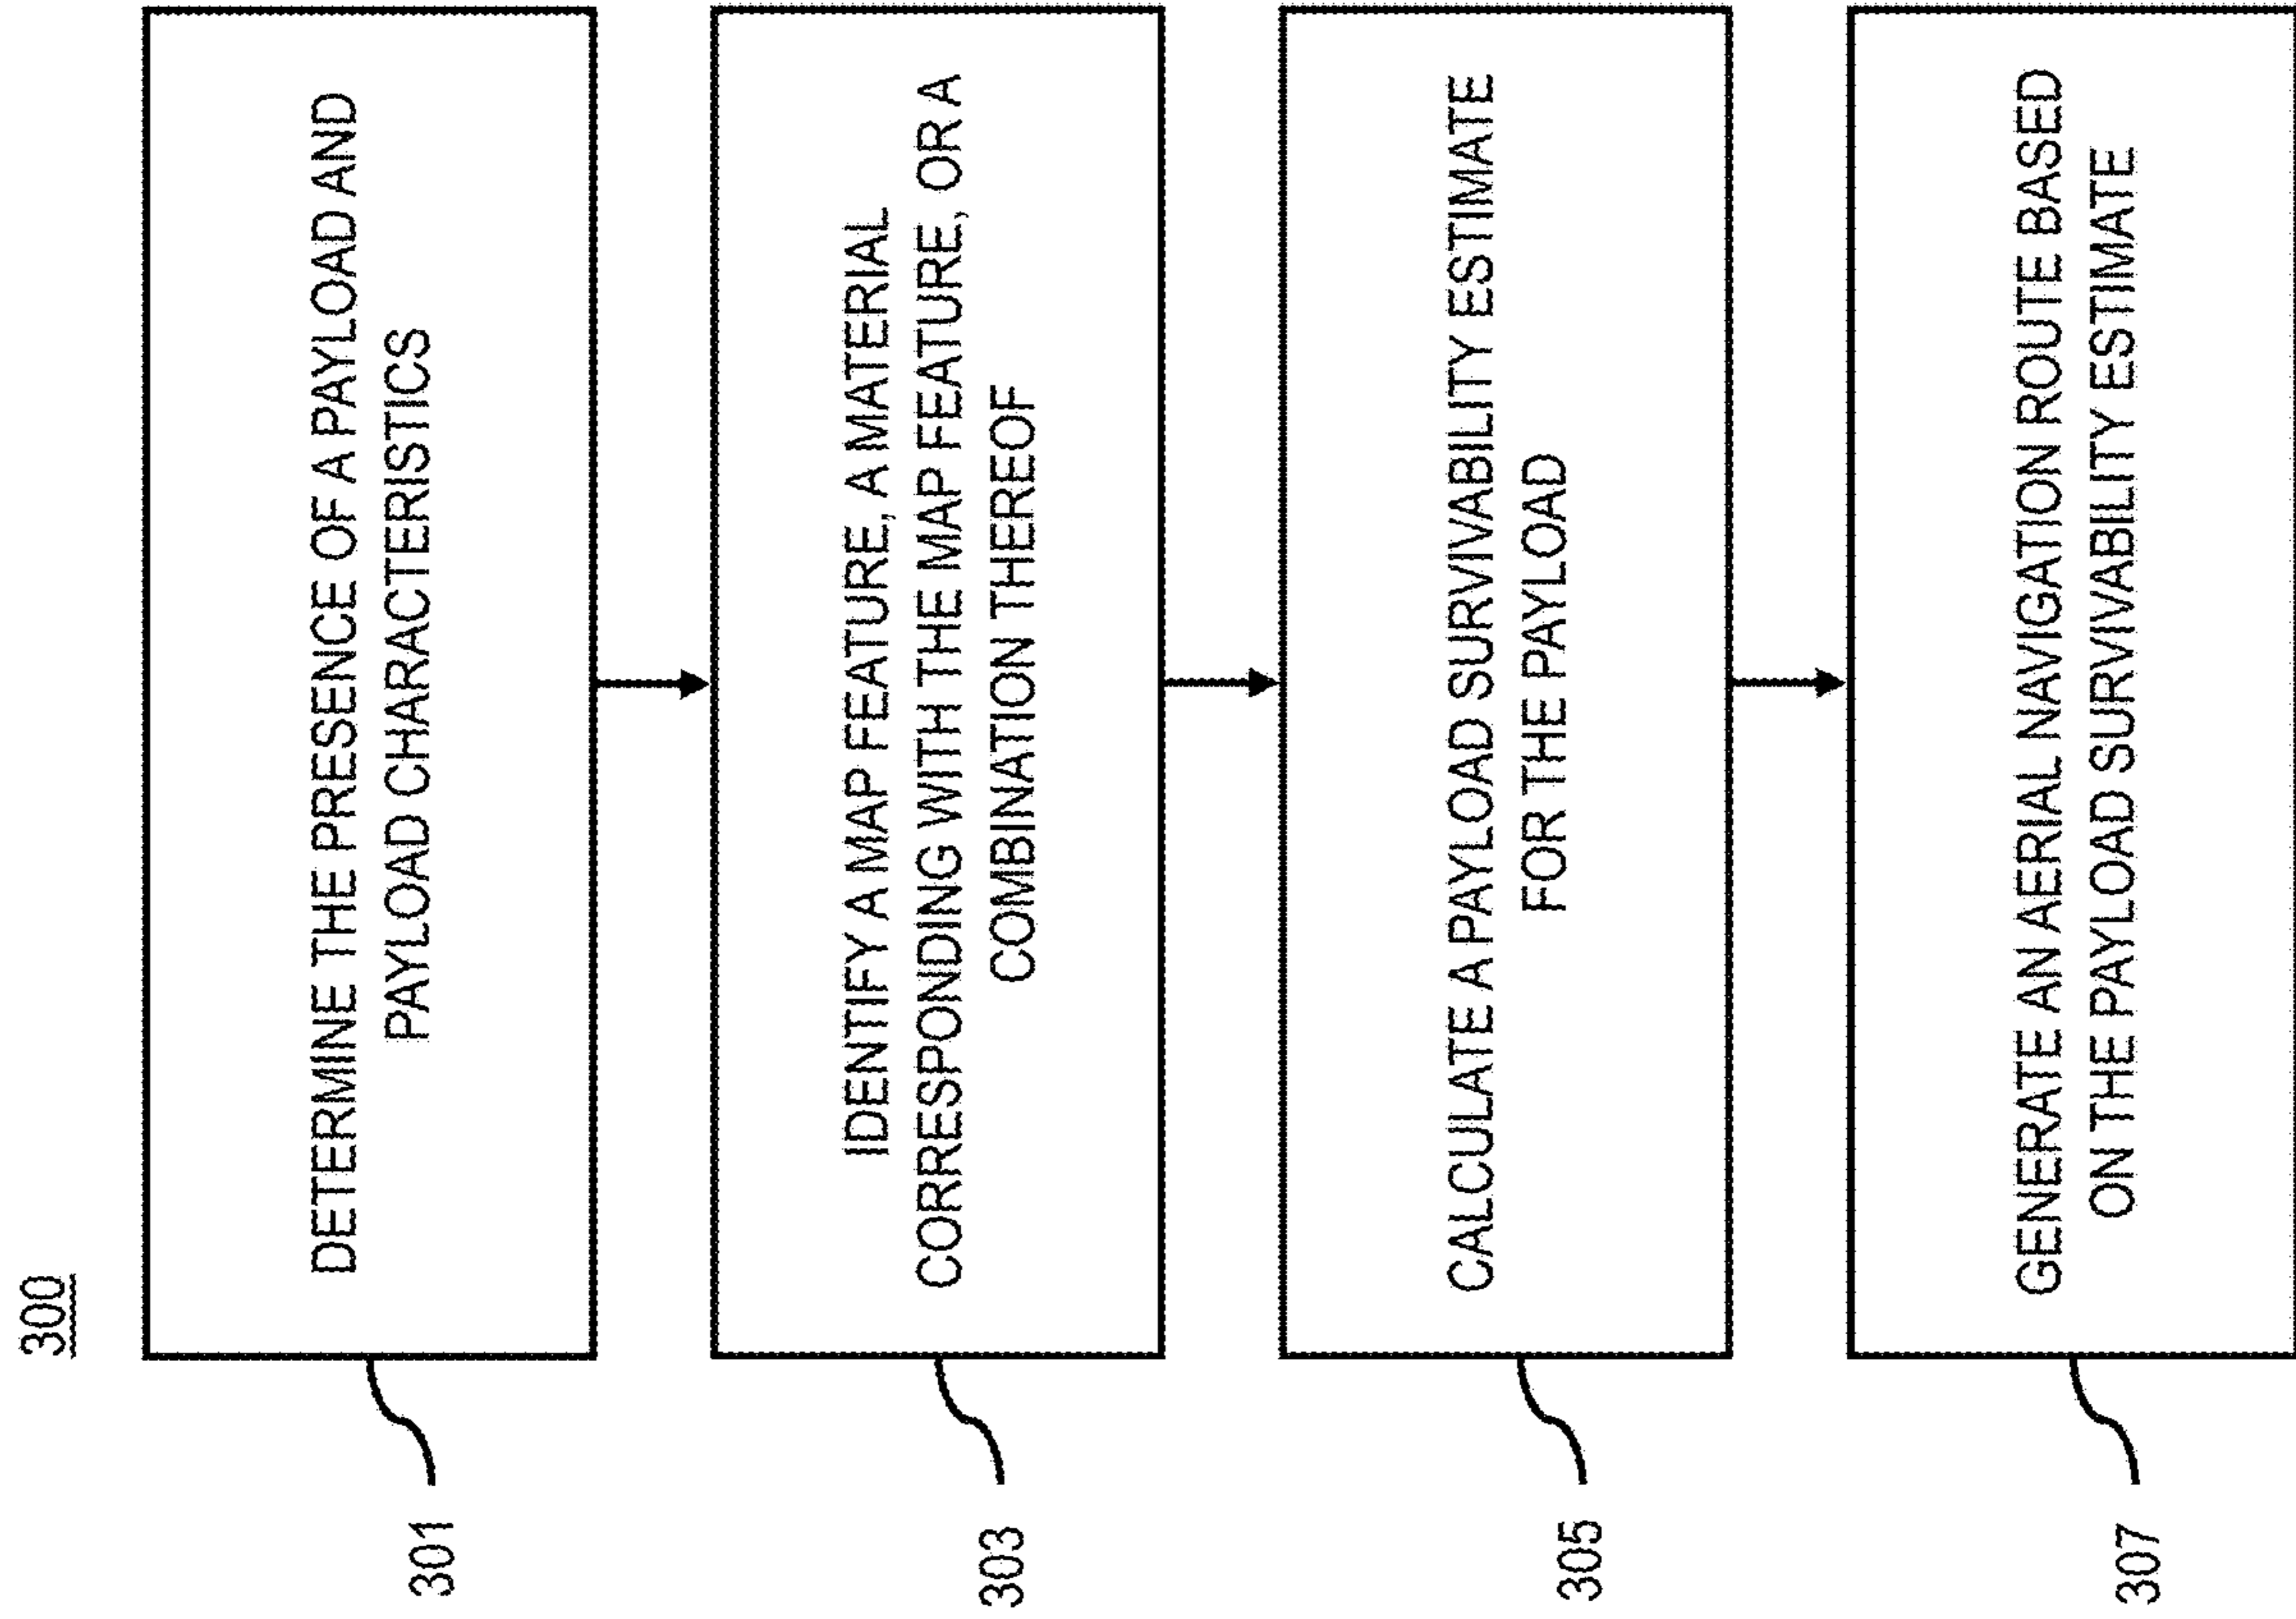 300
DETERMINE THE PRESENCE OF A PAYLOAD AND
PAYLOAD CHARACTERISTICS
301
IDENTIFY A MAP FEATURE, A MATERIAL
CORRESPONDING WITH THE MAP FEATURE, OR A
COMBINATION THEREOF
303
CALCULATE A PAYLOAD SURVIVABILITY ESTIMATE
FOR THE PAYLOAD
305
GENERATE AN AERIAL NAVIGATION ROUTE BASED
ON THE PAYLOAD SURVIVABILITY ESTIMATE
307